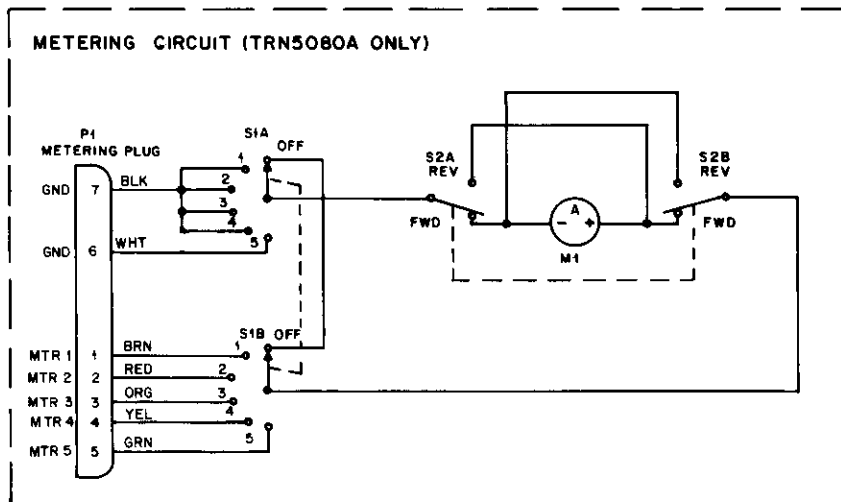 METERING CIRCUIT (TRN5080A ONLY)
P1
METERING PLUG
S1A
OFF
1
2
3
4
5
GND 7 BLK
GND 6 WHT
S2A
REV
FWD
- A +
M1
S2B
REV
FWD
S1B OFF
1
2
3
4
5
MTR 1 1 BRN
MTR 2 2 RED
MTR 3 3 ORG
MTR 4 4 YEL
MTR 5 5 GRN